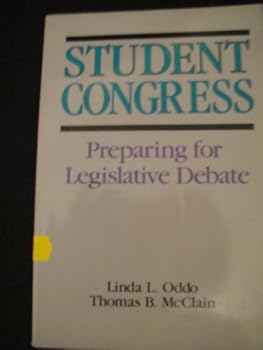 STUDENT
CONGRESS
Preparing for
Legislative Debate
Linda L. Oddo
Thomas B. McClain